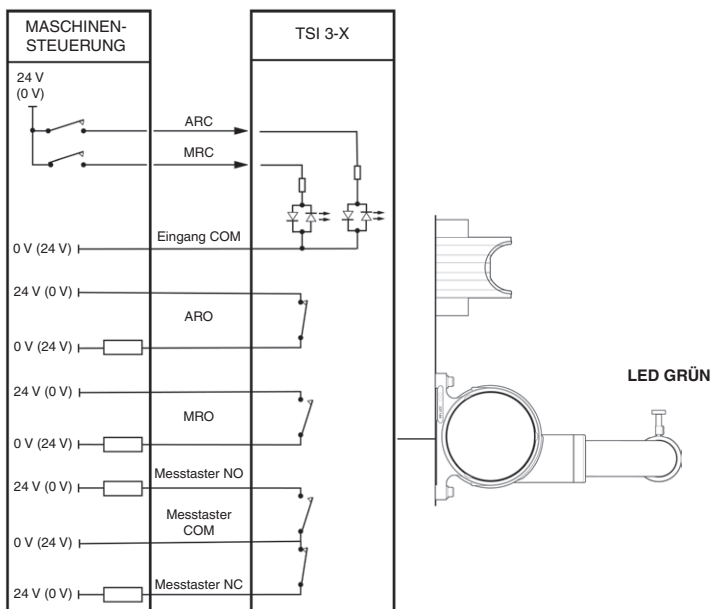 MASCHINEN-
STEUERUNG
TSI 3-X
24 V
(0 V)
ARC
MRC
Eingang COM
0 V (24 V)
24 V (0 V)
ARO
0 V (24 V)
24 V (0 V)
MRO
0 V (24 V)
Messtaster NO
24 V (0 V)
Messtaster
COM
0 V (24 V)
Messtaster NC
24 V (0 V)
LED GRÜN